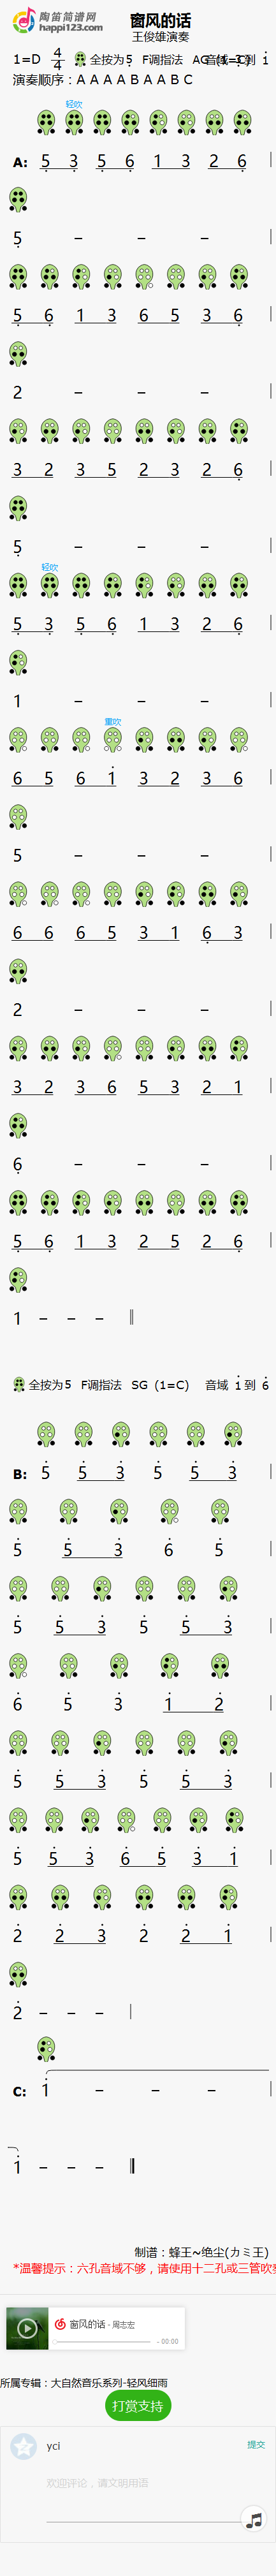 陶笛简谱网
happi123.com
窗风的话
王俊雄演奏
1=D 4/4 全按为5 F调指法 AG (1=C) 音域 3 到 1
演奏顺序：A A A A B A A B C
轻吹
A: 5 3 5 6 1 3 2 6
5 – – –
5 6 1 3 6 5 3 6
2 – – –
3 2 3 5 2 3 2 6
5 – – –
轻吹
5 3 5 6 1 3 2 6
1 – – –
重吹
6 5 6 1 3 2 3 6
5 – – –
6 6 6 5 3 1 6 3
2 – – –
3 2 3 6 5 3 2 1
6 – – –
5 6 1 3 2 5 2 6
1 – – –
全按为5 F调指法 SG (1=C) 音域 1 到 6
B: 5 5 3 5 5 3
5 5 3 6 5
5 5 3 5 5 3
6 5 3 1 2
5 5 3 5 5 3
5 5 3 6 5 3 1
2 2 3 2 2 1
2 – – –
C: 1 – – –
1 – – –
制谱：蜂王~绝尘(カミ王)
*温馨提示：六孔音域不够，请使用十二孔或三管吹奏
窗风的话 - 周志宏
- 00:00
所属专辑：大自然音乐系列-轻风细雨
打赏支持
yci
提交
欢迎评论，请文明用语